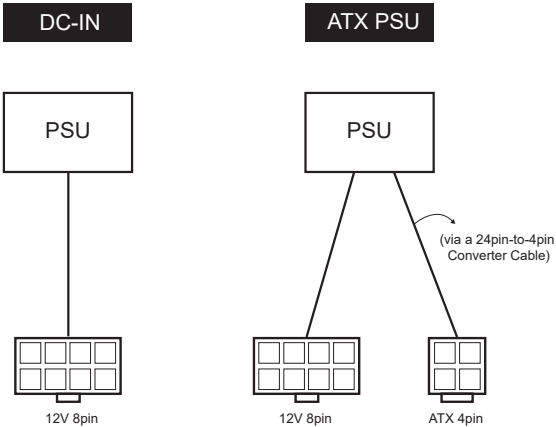 DC-IN
ATX PSU
PSU
PSU
(via a 24pin-to-4pin
Converter Cable)
12V 8pin
12V 8pin
ATX 4pin